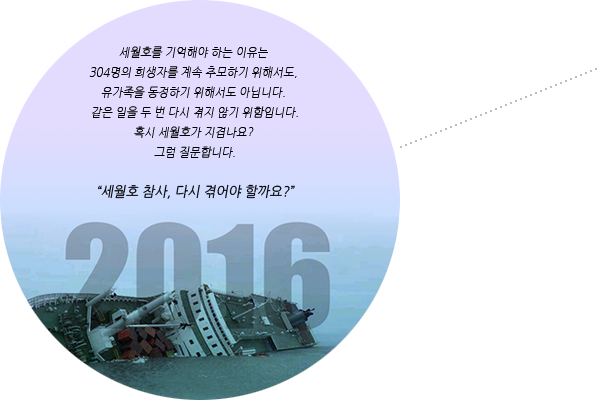 세월호를 기억해야 하는 이유는
304명의 희생자를 계속 추모하기 위해서도,
유가족을 동정하기 위해서도 아닙니다.
같은 일을 두 번 다시 겪지 않기 위함입니다.
혹시 세월호가 지겹나요?
그럼 질문합니다.
“세월호 참사, 다시 겪어야 할까요?”
2016